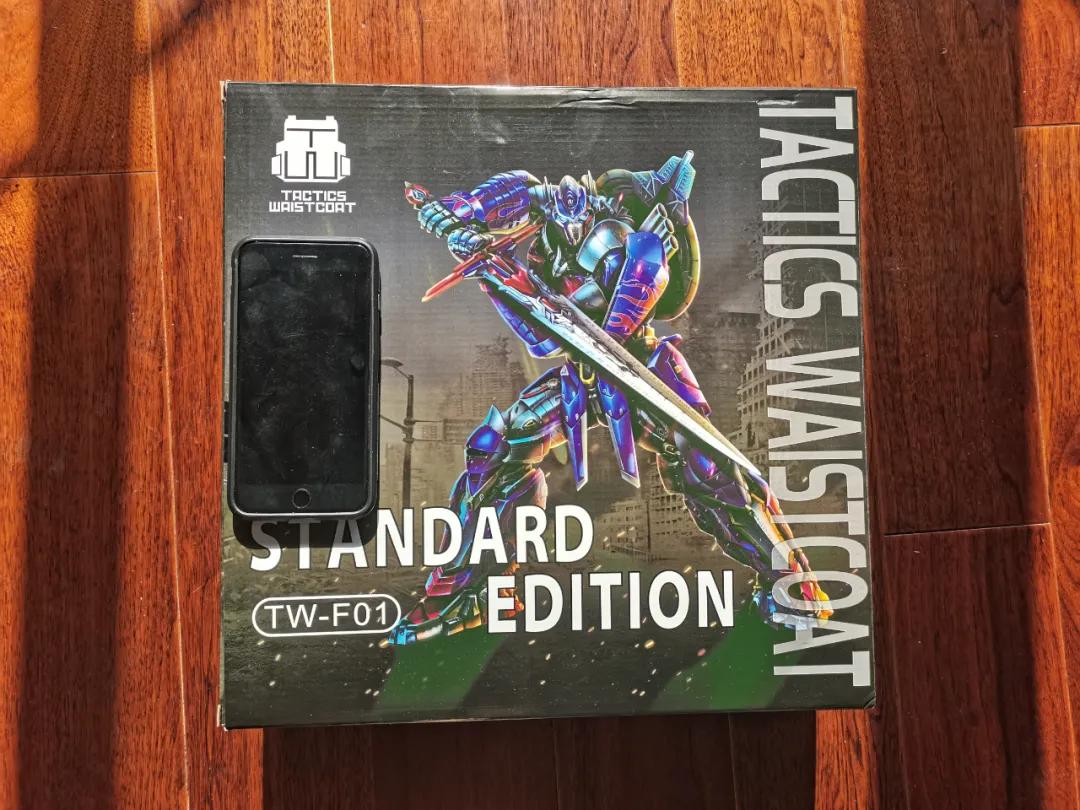 TACTICS
WAISTCOAT
STANDARD
EDITION
TW-F01
TACTICS WAISTCOAT